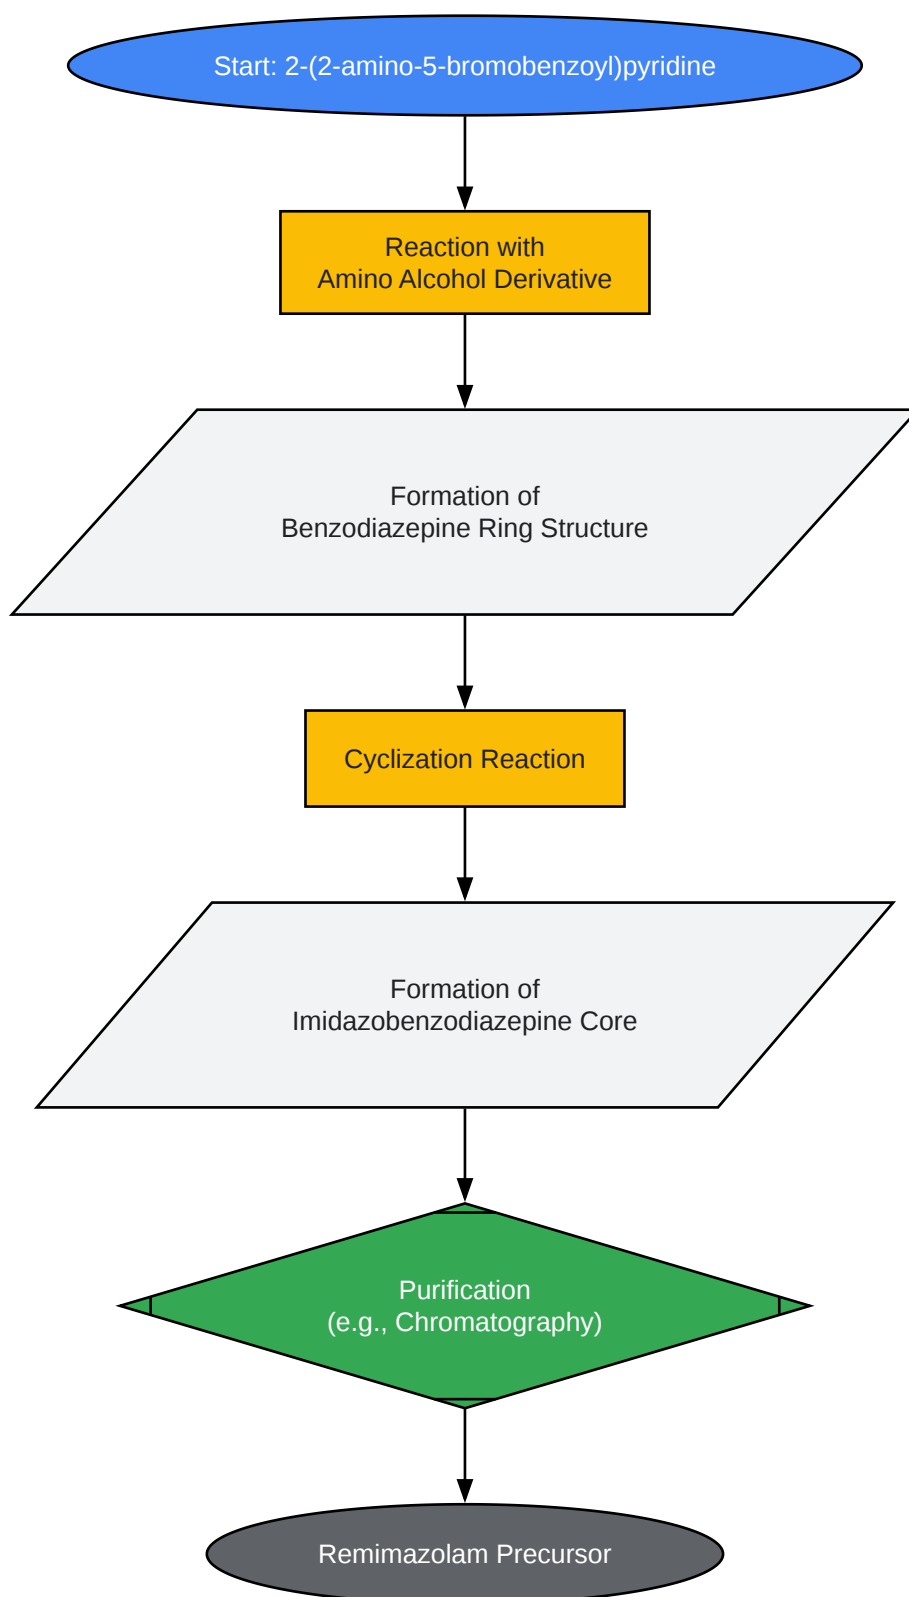 Start: 2-(2-amino-5-bromobenzoyl)pyridine
Reaction with
Amino Alcohol Derivative
Formation of
Benzodiazepine Ring Structure
Cyclization Reaction
Formation of
Imidazobenzodiazepine Core
Purification
(e.g., Chromatography)
Remimazolam Precursor